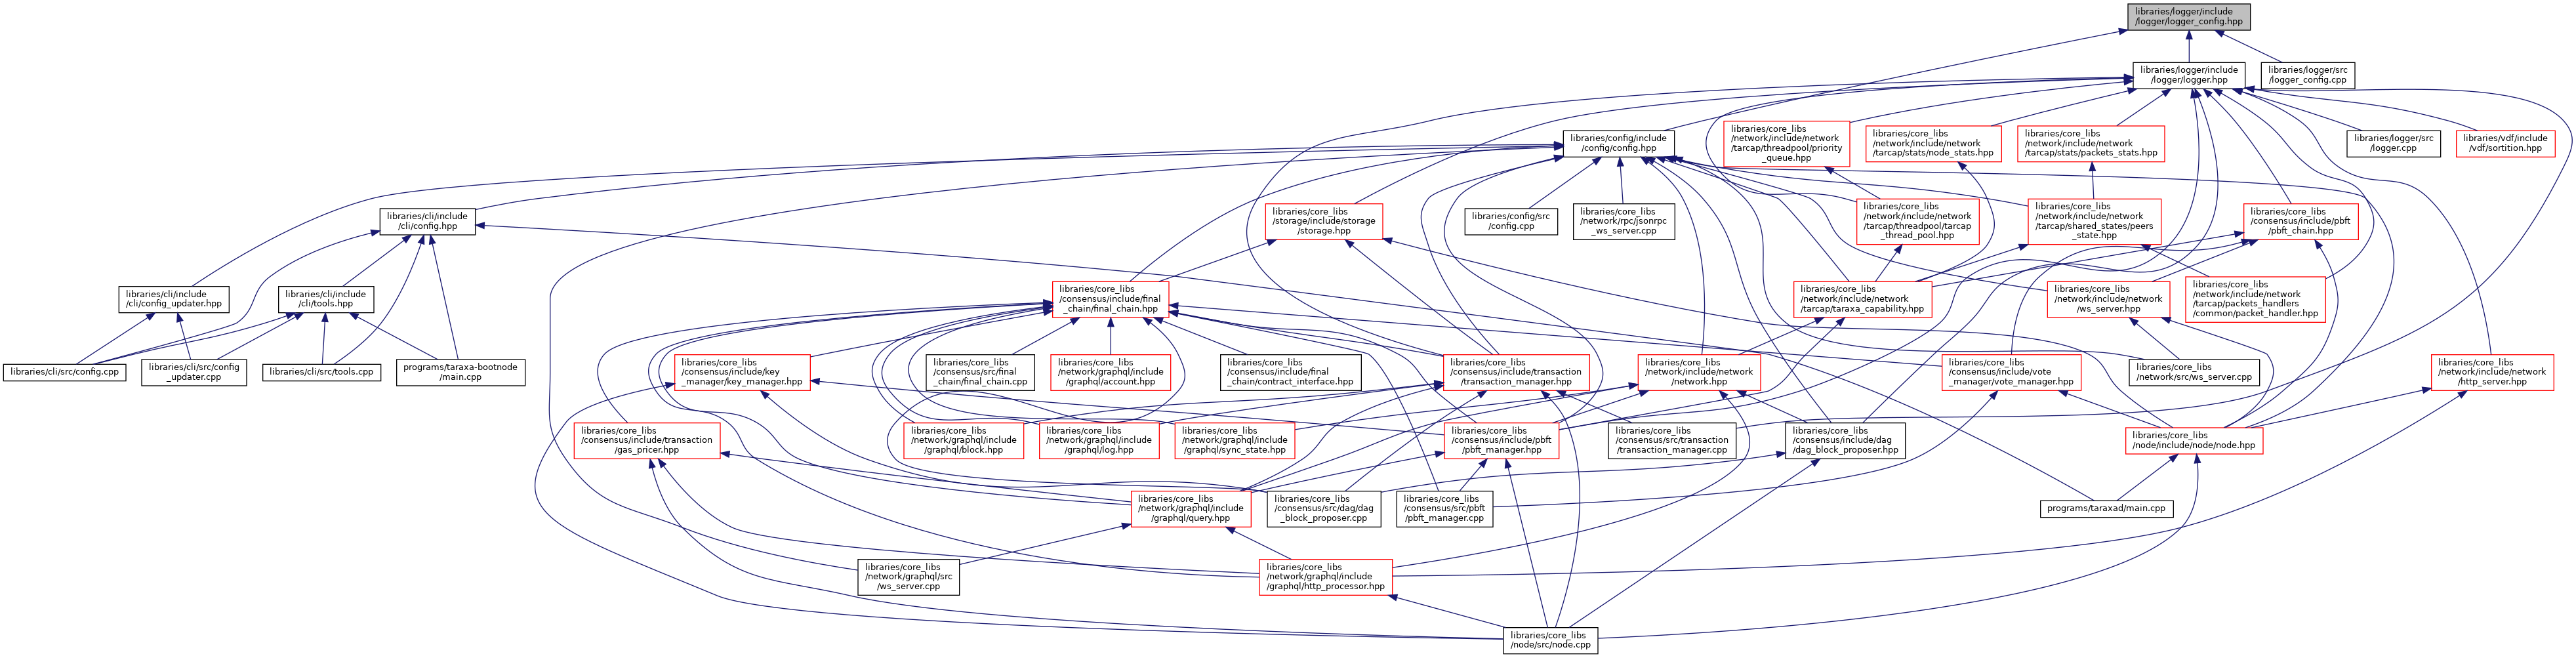 libraries/logger/include
/logger/logger_config.hpp
libraries/logger/include
/logger/logger.hpp
libraries/logger/src
/logger_config.cpp
libraries/config/include
/config/config.hpp
libraries/core_libs
/network/include/network
/tarcap/threadpool/priority
_queue.hpp
libraries/core_libs
/network/include/network
/tarcap/stats/node_stats.hpp
libraries/core_libs
/network/include/network
/tarcap/stats/packets_stats.hpp
libraries/logger/src
/logger.cpp
libraries/vdf/include
/vdf/sortition.hpp
libraries/cli/include
/cli/config.hpp
libraries/core_libs
/storage/include/storage
/storage.hpp
libraries/config/src
/config.cpp
libraries/core_libs
/network/rpc/jsonrpc
_ws_server.cpp
libraries/core_libs
/network/include/network
/tarcap/threadpool/tarcap
_thread_pool.hpp
libraries/core_libs
/network/include/network
/tarcap/shared_states/peers
_state.hpp
libraries/core_libs
/consensus/include/pbft
/pbft_chain.hpp
libraries/cli/include
/cli/config_updater.hpp
libraries/cli/include
/cli/tools.hpp
libraries/core_libs
/consensus/include/final
_chain/final_chain.hpp
libraries/core_libs
/network/include/network
/tarcap/taraxa_capability.hpp
libraries/core_libs
/network/include/network
/ws_server.hpp
libraries/core_libs
/network/include/network
/tarcap/packets_handlers
/common/packet_handler.hpp
libraries/cli/src/config.cpp
libraries/cli/src/config
_updater.cpp
libraries/cli/src/tools.cpp
programs/taraxa-bootnode
/main.cpp
libraries/core_libs
/consensus/include/key
_manager/key_manager.hpp
libraries/core_libs
/consensus/src/final
_chain/final_chain.cpp
libraries/core_libs
/network/graphql/include
/graphql/account.hpp
libraries/core_libs
/consensus/include/final
_chain/contract_interface.hpp
libraries/core_libs
/consensus/include/transaction
/transaction_manager.hpp
libraries/core_libs
/network/include/network
/network.hpp
libraries/core_libs
/consensus/include/vote
_manager/vote_manager.hpp
libraries/core_libs
/network/src/ws_server.cpp
libraries/core_libs
/network/include/network
/http_server.hpp
libraries/core_libs
/consensus/include/transaction
/gas_pricer.hpp
libraries/core_libs
/network/graphql/include
/graphql/block.hpp
libraries/core_libs
/network/graphql/include
/graphql/log.hpp
libraries/core_libs
/network/graphql/include
/graphql/sync_state.hpp
libraries/core_libs
/consensus/include/pbft
/pbft_manager.hpp
libraries/core_libs
/consensus/src/transaction
/transaction_manager.cpp
libraries/core_libs
/consensus/include/dag
/dag_block_proposer.hpp
libraries/core_libs
/node/include/node/node.hpp
libraries/core_libs
/network/graphql/include
/graphql/query.hpp
libraries/core_libs
/consensus/src/dag/dag
_block_proposer.cpp
libraries/core_libs
/consensus/src/pbft
/pbft_manager.cpp
programs/taraxad/main.cpp
libraries/core_libs
/network/graphql/src
/ws_server.cpp
libraries/core_libs
/network/graphql/include
/graphql/http_processor.hpp
libraries/core_libs
/node/src/node.cpp